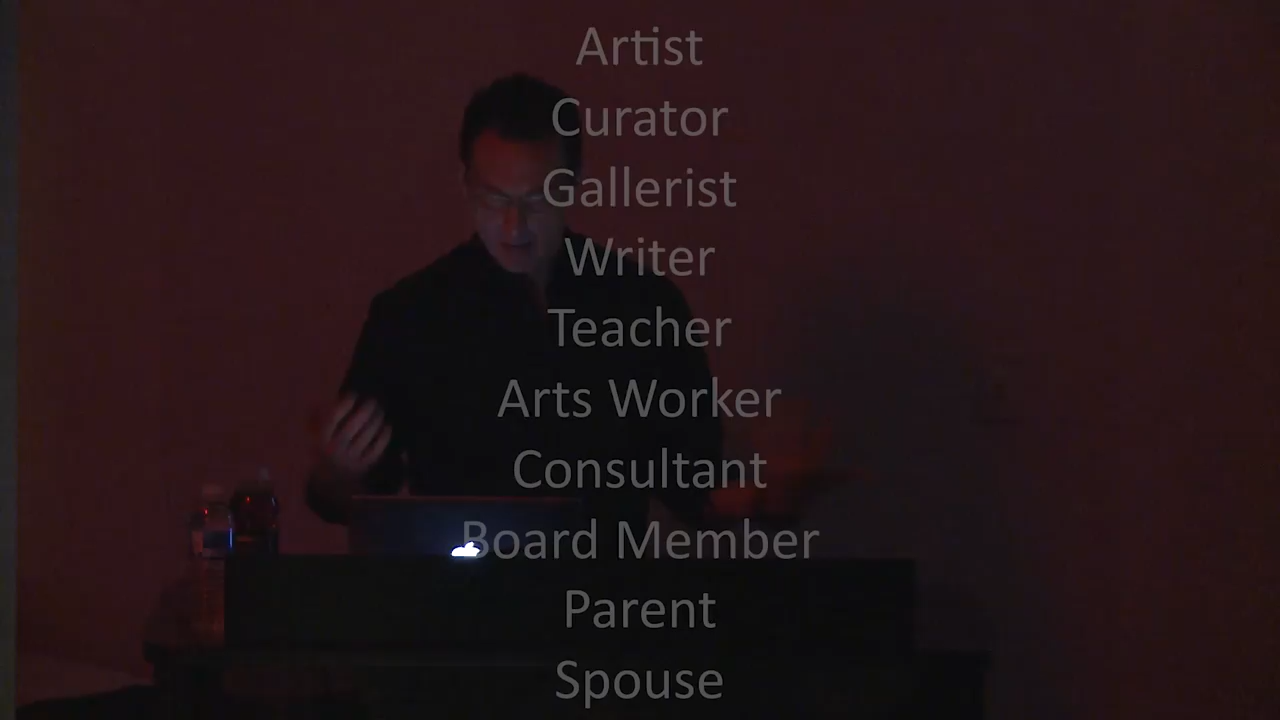 Artist
Curator
Gallerist
Writer
Teacher
Arts Worker
Consultant
Board Member
Parent
Spouse